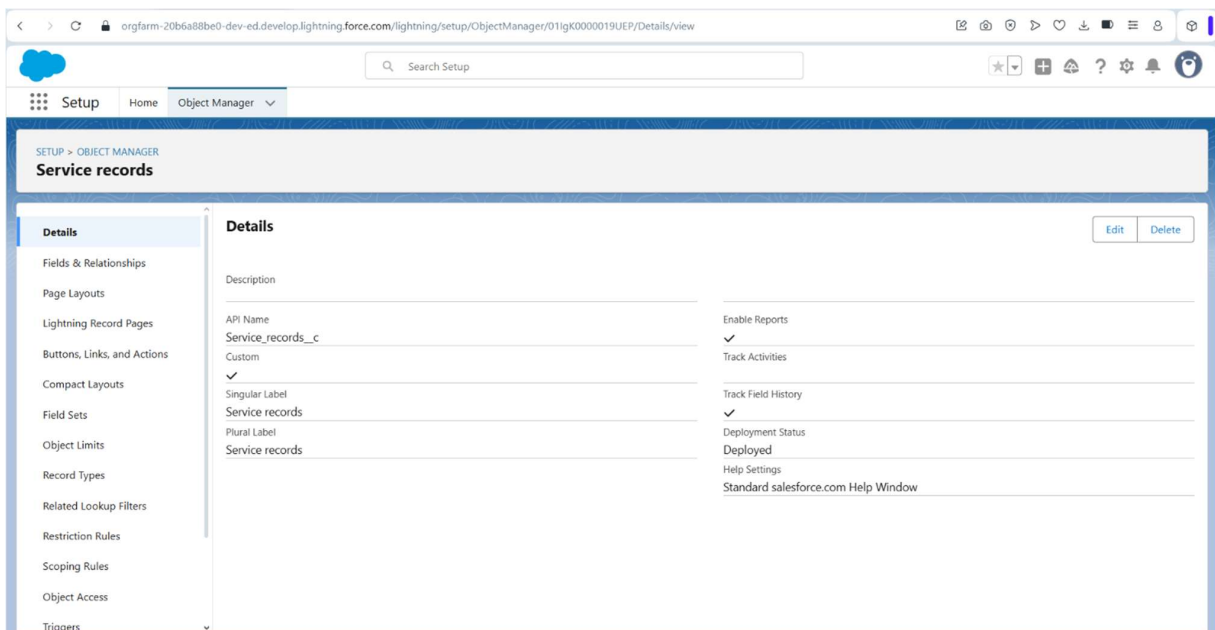 orgfarm-20b6a88be0-dev-ed.develop.lightning.force.com/lightning/setup/ObjectManager/01IgK0000019UEP/Details/view
Search Setup
Setup Home Object Manager
SETUP > OBJECT MANAGER
Service records
Details
Fields & Relationships
Page Layouts
Lightning Record Pages
Buttons, Links, and Actions
Compact Layouts
Field Sets
Object Limits
Record Types
Related Lookup Filters
Restriction Rules
Scoping Rules
Object Access
Triggers
Details
Edit Delete
Description
API Name
Service_records__c
Custom
Singular Label
Service records
Plural Label
Service records
Enable Reports
Track Activities
Track Field History
Deployment Status
Deployed
Help Settings
Standard salesforce.com Help Window